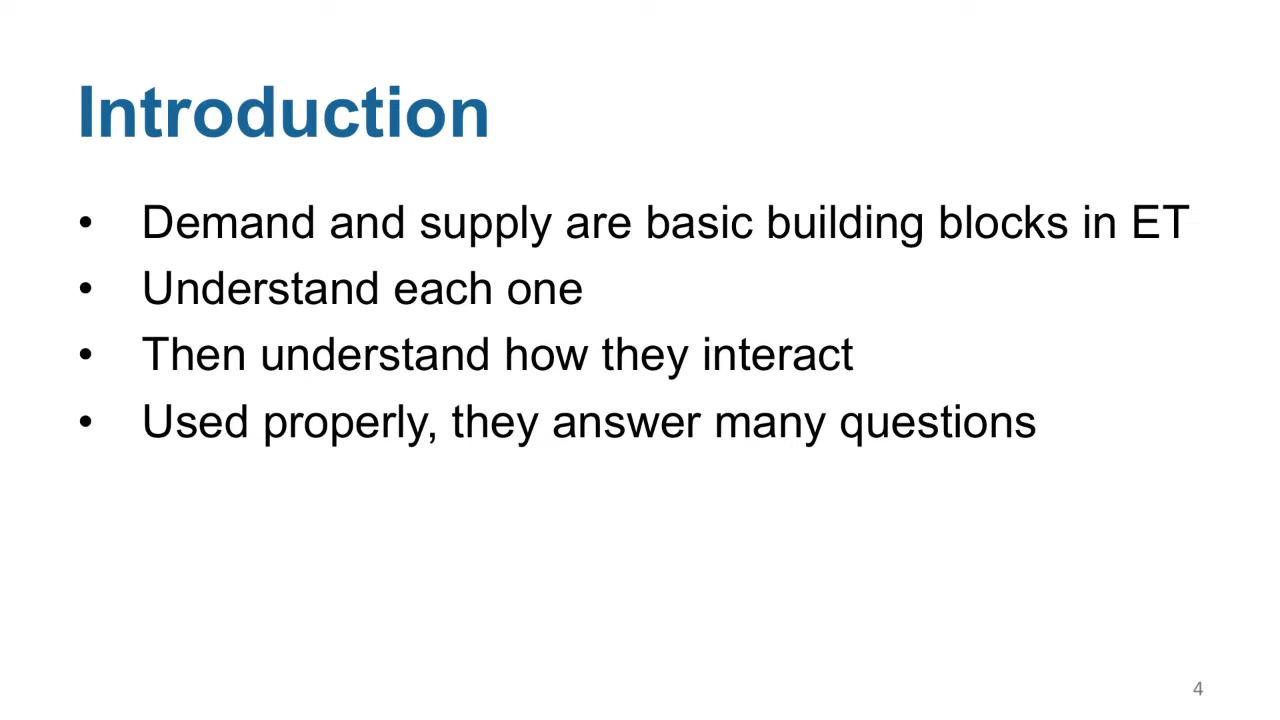 Introduction
• Demand and supply are basic building blocks in ET
• Understand each one
• Then understand how they interact
• Used properly, they answer many questions
4